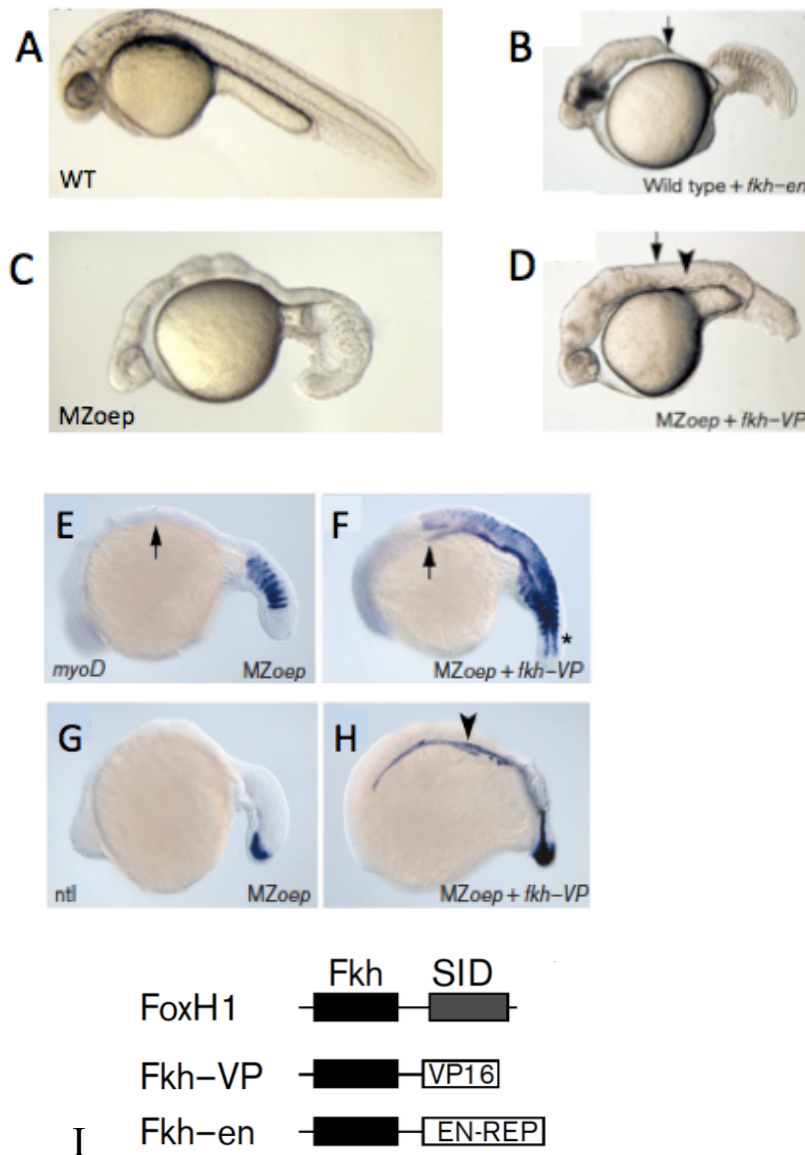 A
WT
B
Wild type + fkh-en
C
MZoep
D
MZoep + fkh-VP
E
myoD
MZoep
F
*
MZoep + fkh-VP
G
ntl
MZoep
H
MZoep + fkh-VP
Fkh SID
FoxH1
Fkh-VP VP16
I
Fkh-en EN-REP